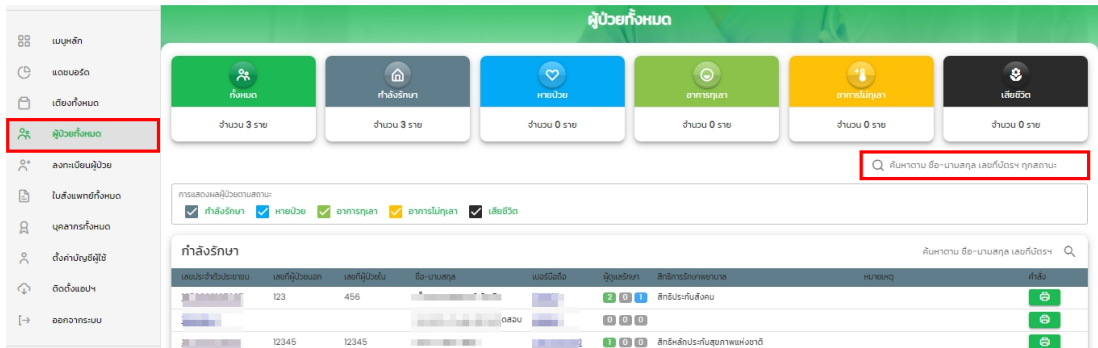 ผู้ป่วยทั้งหมด
เมนูหลัก
แดชบอร์ด
เตียงทั้งหมด
ผู้ป่วยทั้งหมด
ลงทะเบียนผู้ป่วย
ใบสั่งแพทย์ทั้งหมด
บุคลากรทั้งหมด
ตั้งค่าบัญชีผู้ใช้
ติดตั้งแอปฯ
ออกจากระบบ
ทั้งหมด กำลังรักษา หายป่วย อาการทุเลา อาการไม่ทุเลา เสียชีวิต
จำนวน 3 ราย จำนวน 3 ราย จำนวน 0 ราย จำนวน 0 ราย จำนวน 0 ราย จำนวน 0 ราย
ค้นหาตาม ชื่อ-นามสกุล เลขที่บัตรฯ ทุกสถานะ
การแสดงผลผู้ป่วยตามสถานะ
กำลังรักษา หายป่วย อาการทุเลา อาการไม่ทุเลา เสียชีวิต
กำลังรักษา ค้นหาตาม ชื่อ-นามสกุล เลขที่บัตรฯ
เลขประจำตัวประชาชน เลขที่ผู้ป่วยนอก เลขที่ผู้ป่วยใน ชื่อ-นามสกุล เบอร์มือถือ ผู้ดูแลรักษา สิทธิการรักษาพยาบาล หมายเหตุ คำสั่ง
123 456 2 0 1 สิทธิประกันสังคม
ดสอบ 0 0 0
12345 12345 1 0 0 สิทธิหลักประกันสุขภาพแห่งชาติ